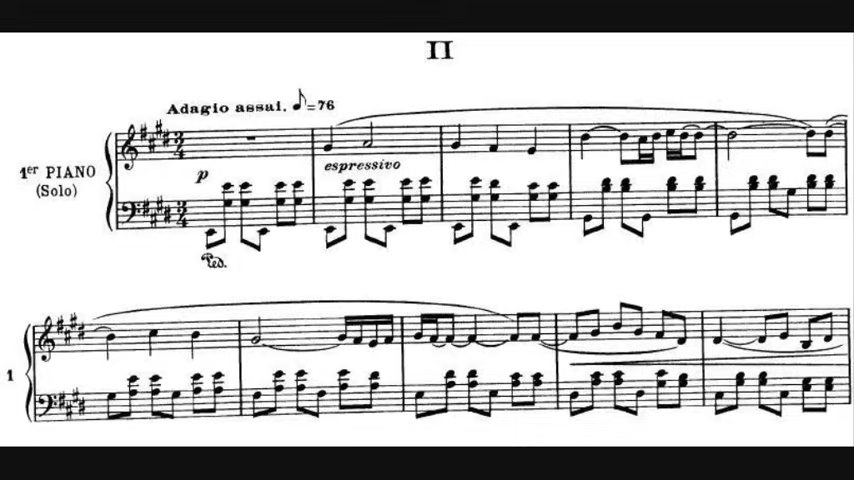 II
Adagio assai. ♪=76
1er PIANO
(Solo)
p
espressivo
Ped.
1